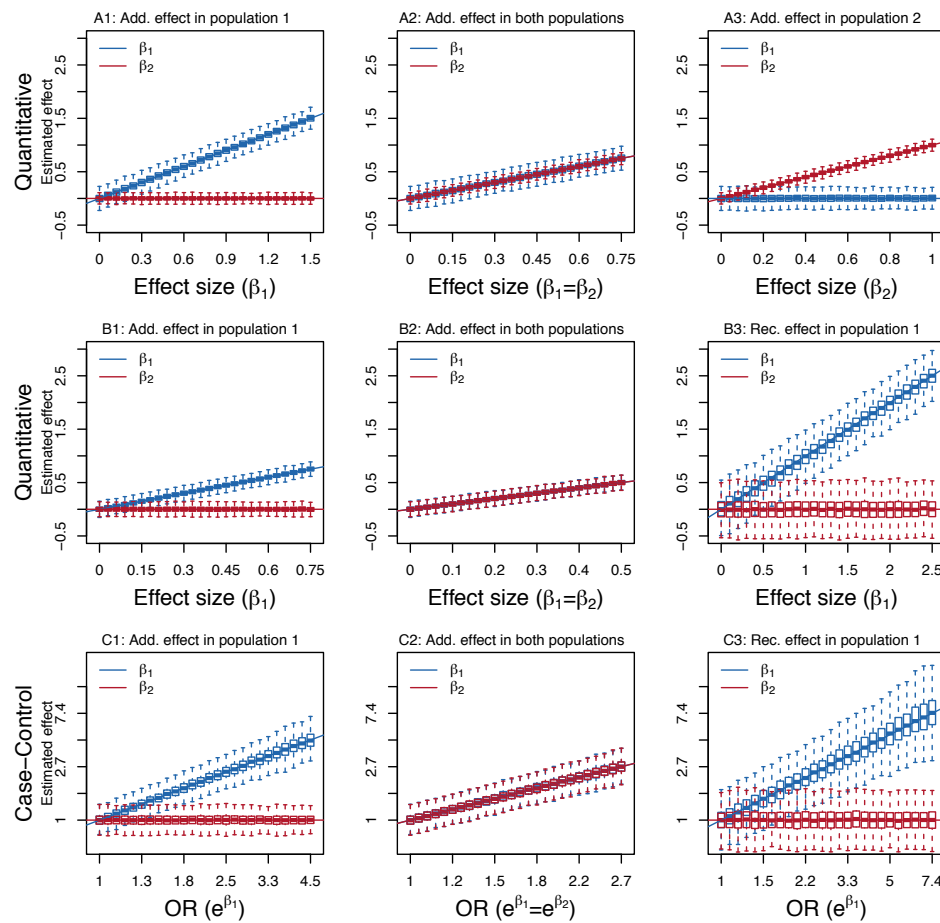 A1: Add. effect in population 1
A2: Add. effect in both populations
A3: Add. effect in population 2
Quantitative
Estimated effect
β1
β2
−0.5 0.5 1.5 2.5
0 0.3 0.6 0.9 1.2 1.5
Effect size (β1)
β1
β2
−0.5 0.5 1.5 2.5
0 0.15 0.3 0.45 0.6 0.75
Effect size (β1=β2)
β1
β2
−0.5 0.5 1.5 2.5
0 0.2 0.4 0.6 0.8 1
Effect size (β2)
B1: Add. effect in population 1
B2: Add. effect in both populations
B3: Rec. effect in population 1
Quantitative
Estimated effect
β1
β2
−0.5 0.5 1.5 2.5
0 0.15 0.3 0.45 0.6 0.75
Effect size (β1)
β1
β2
−0.5 0.5 1.5 2.5
0 0.1 0.2 0.3 0.4 0.5
Effect size (β1=β2)
β1
β2
−0.5 0.5 1.5 2.5
0 0.5 1 1.5 2 2.5
Effect size (β1)
C1: Add. effect in population 1
C2: Add. effect in both populations
C3: Rec. effect in population 1
Case−Control
Estimated effect
β1
β2
1 2.7 7.4
1 1.3 1.8 2.5 3.3 4.5
OR (e^β1)
β1
β2
1 2.7 7.4
1 1.2 1.5 1.8 2.2 2.7
OR (e^β1=e^β2)
β1
β2
1 2.7 7.4
1 1.5 2.2 3.3 5 7.4
OR (e^β1)